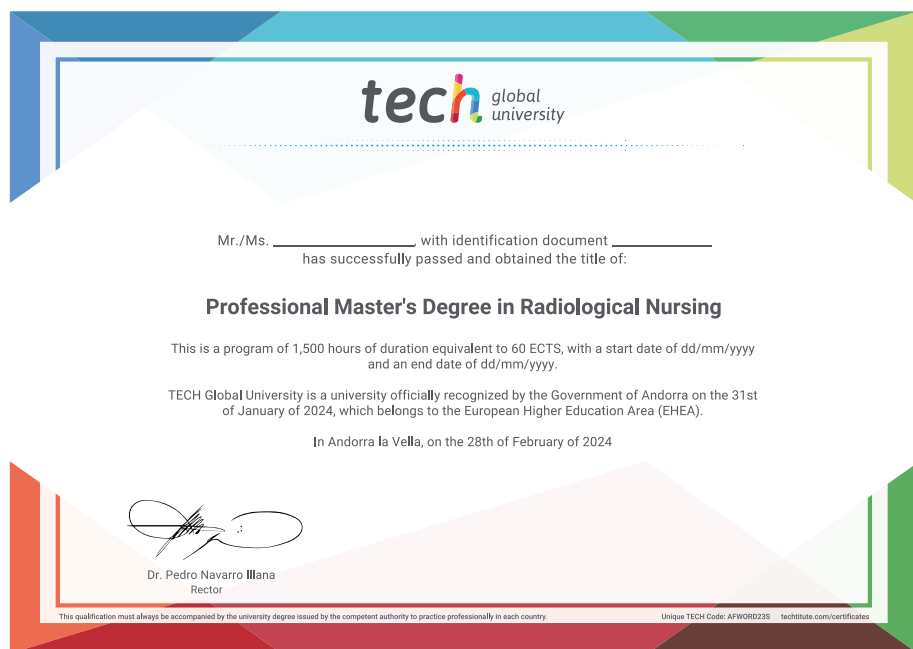 tech global university
Mr./Ms. ____________________, with identification document ______________
has successfully passed and obtained the title of:
Professional Master's Degree in Radiological Nursing
This is a program of 1,500 hours of duration equivalent to 60 ECTS, with a start date of dd/mm/yyyy
and an end date of dd/mm/yyyy.
TECH Global University is a university officially recognized by the Government of Andorra on the 31st
of January of 2024, which belongs to the European Higher Education Area (EHEA).
In Andorra la Vella, on the 28th of February of 2024
Dr. Pedro Navarro Illana
Rector
This qualification must always be accompanied by the university degree issued by the competent authority to practice professionally in each country.
Unique TECH Code: AFWORD23S techtitute.com/certificates